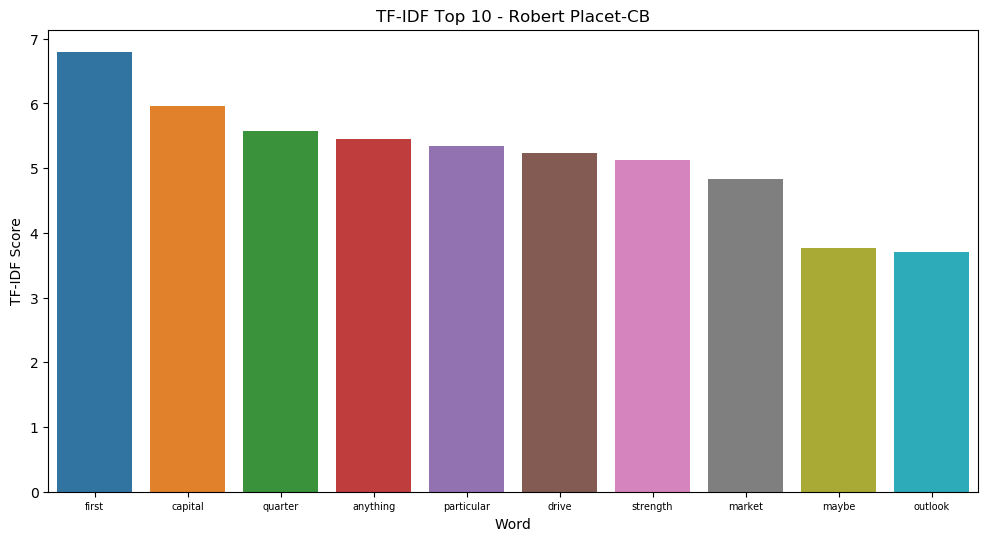 TF-IDF Top 10 - Robert Placet-CB
TF-IDF Score
7
6
5
4
3
2
1
0
first capital quarter anything particular drive strength market maybe outlook
Word